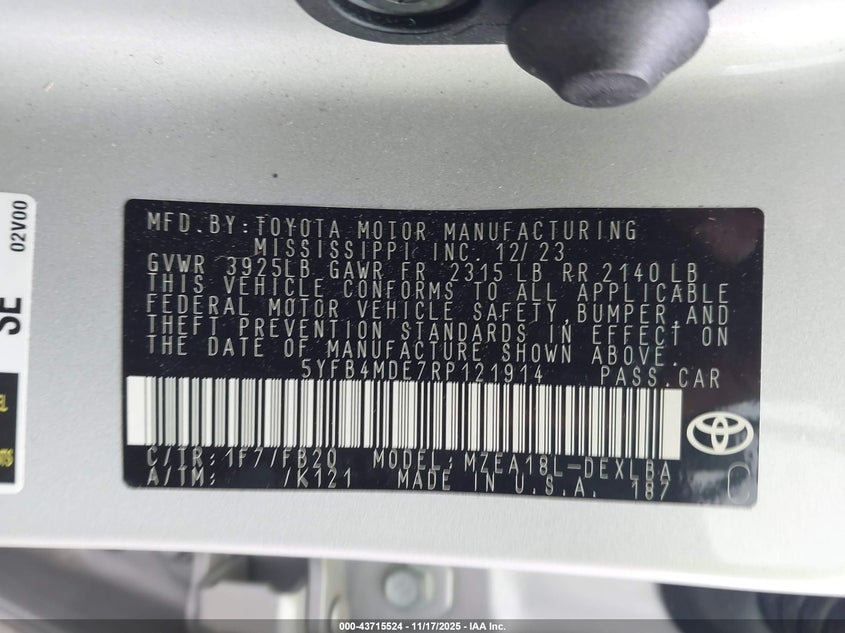 MFD. BY: TOYOTA MOTOR MANUFACTURING
MISSISSIPPI INC. 12/23
GVWR 3925LB GAWR FR 2315 LB RR 2140 LB
THIS VEHICLE CONFORMS TO ALL APPLICABLE
FEDERAL MOTOR VEHICLE SAFETY, BUMPER, AND
THEFT PREVENTION STANDARDS IN EFFECT ON
THE DATE OF MANUFACTURE SHOWN ABOVE.
5YFB4MDE7RP121914 PASS. CAR
C/TR: 1F7/FB20 MODEL: MZEA18L-DEXLBA
A/TM: /K121 MADE IN U.S.A. 187
SE
02V00
000-43715524 - 11/17/2025 - IAA Inc.